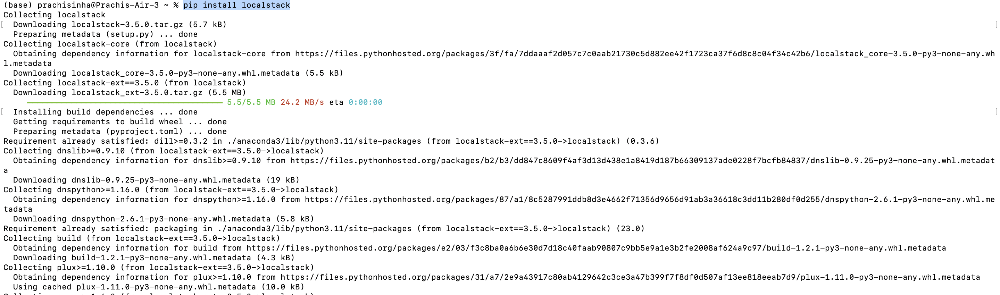 (base) prachisinha@Prachis-Air-3 ~ % pip install localstack
Collecting localstack
[  Downloading localstack-3.5.0.tar.gz (5.7 kB)                    ]
  Preparing metadata (setup.py) ... done
Collecting localstack-core (from localstack)
  Obtaining dependency information for localstack-core from https://files.pythonhosted.org/packages/3f/fa/7ddaaaf2d057c7c0aab21730c5d882ee42f1723ca37f6d8c8c04f34c42b6/localstack_core-3.5.0-py3-none-any.wh
l.metadata
  Downloading localstack_core-3.5.0-py3-none-any.whl.metadata (5.5 kB)
Collecting localstack-ext==3.5.0 (from localstack)
  Downloading localstack_ext-3.5.0.tar.gz (5.5 MB)
5.5/5.5 MB 24.2 MB/s eta 0:00:00
[  Installing build dependencies ... done                    ]
  Getting requirements to build wheel ... done
  Preparing metadata (pyproject.toml) ... done
Requirement already satisfied: dill>=0.3.2 in ./anaconda3/lib/python3.11/site-packages (from localstack-ext==3.5.0->localstack) (0.3.6)
Collecting dnslib>=0.9.10 (from localstack-ext==3.5.0->localstack)
  Obtaining dependency information for dnslib>=0.9.10 from https://files.pythonhosted.org/packages/b2/b3/dd847c8609f4af3d13d438e1a8419d187b66309137ade0228f7bcfb84837/dnslib-0.9.25-py3-none-any.whl.metadat
a
  Downloading dnslib-0.9.25-py3-none-any.whl.metadata (19 kB)
Collecting dnspython>=1.16.0 (from localstack-ext==3.5.0->localstack)
  Obtaining dependency information for dnspython>=1.16.0 from https://files.pythonhosted.org/packages/87/a1/8c5287991ddb8d3e4662f71356d9656d91ab3a36618c3dd11b280df0d255/dnspython-2.6.1-py3-none-any.whl.me
tadata
  Downloading dnspython-2.6.1-py3-none-any.whl.metadata (5.8 kB)
Requirement already satisfied: packaging in ./anaconda3/lib/python3.11/site-packages (from localstack-ext==3.5.0->localstack) (23.0)
Collecting build (from localstack-ext==3.5.0->localstack)
  Obtaining dependency information for build from https://files.pythonhosted.org/packages/e2/03/f3c8ba0a6b6e30d7d18c40faab90807c9bb5e9a1e3b2fe2008af624a9c97/build-1.2.1-py3-none-any.whl.metadata
  Downloading build-1.2.1-py3-none-any.whl.metadata (4.3 kB)
Collecting plux>=1.10.0 (from localstack-ext==3.5.0->localstack)
  Obtaining dependency information for plux>=1.10.0 from https://files.pythonhosted.org/packages/31/a7/2e9a43917c80ab4129642c3ce3a47b399f7f8df0d507af13ee818eeab7d9/plux-1.11.0-py3-none-any.whl.metadata
  Using cached plux-1.11.0-py3-none-any.whl.metadata (10.0 kB)